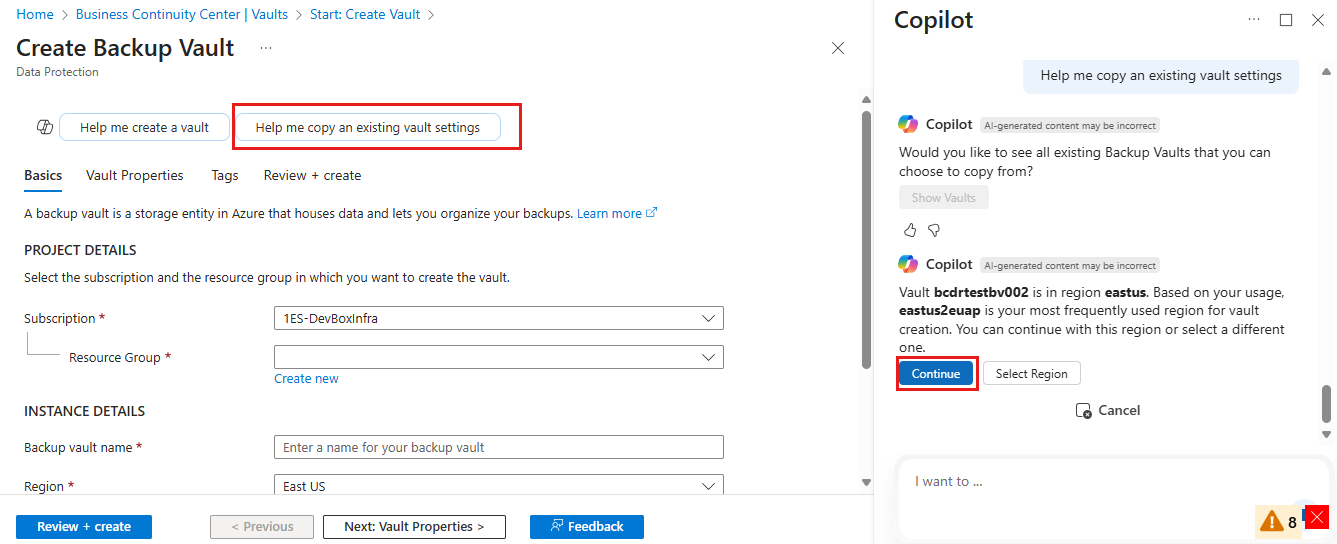 Home > Business Continuity Center | Vaults > Start: Create Vault >
Create Backup Vault ...
Data Protection
Help me create a vault
Help me copy an existing vault settings
Basics Vault Properties Tags Review + create
A backup vault is a storage entity in Azure that houses data and lets you organize your backups. Learn more
PROJECT DETAILS
Select the subscription and the resource group in which you want to create the vault.
Subscription *
1ES-DevBoxInfra
Resource Group *
Create new
INSTANCE DETAILS
Backup vault name *
Enter a name for your backup vault
Region *
East US
Review + create
< Previous
Next: Vault Properties >
Feedback
Copilot
...
Help me copy an existing vault settings
Copilot AI-generated content may be incorrect
Would you like to see all existing Backup Vaults that you can
choose to copy from?
Show Vaults
Copilot AI-generated content may be incorrect
Vault bcdrtestbv002 is in region eastus. Based on your usage,
eastus2euap is your most frequently used region for vault
creation. You can continue with this region or select a different
one.
Continue
Select Region
Cancel
I want to ...
8